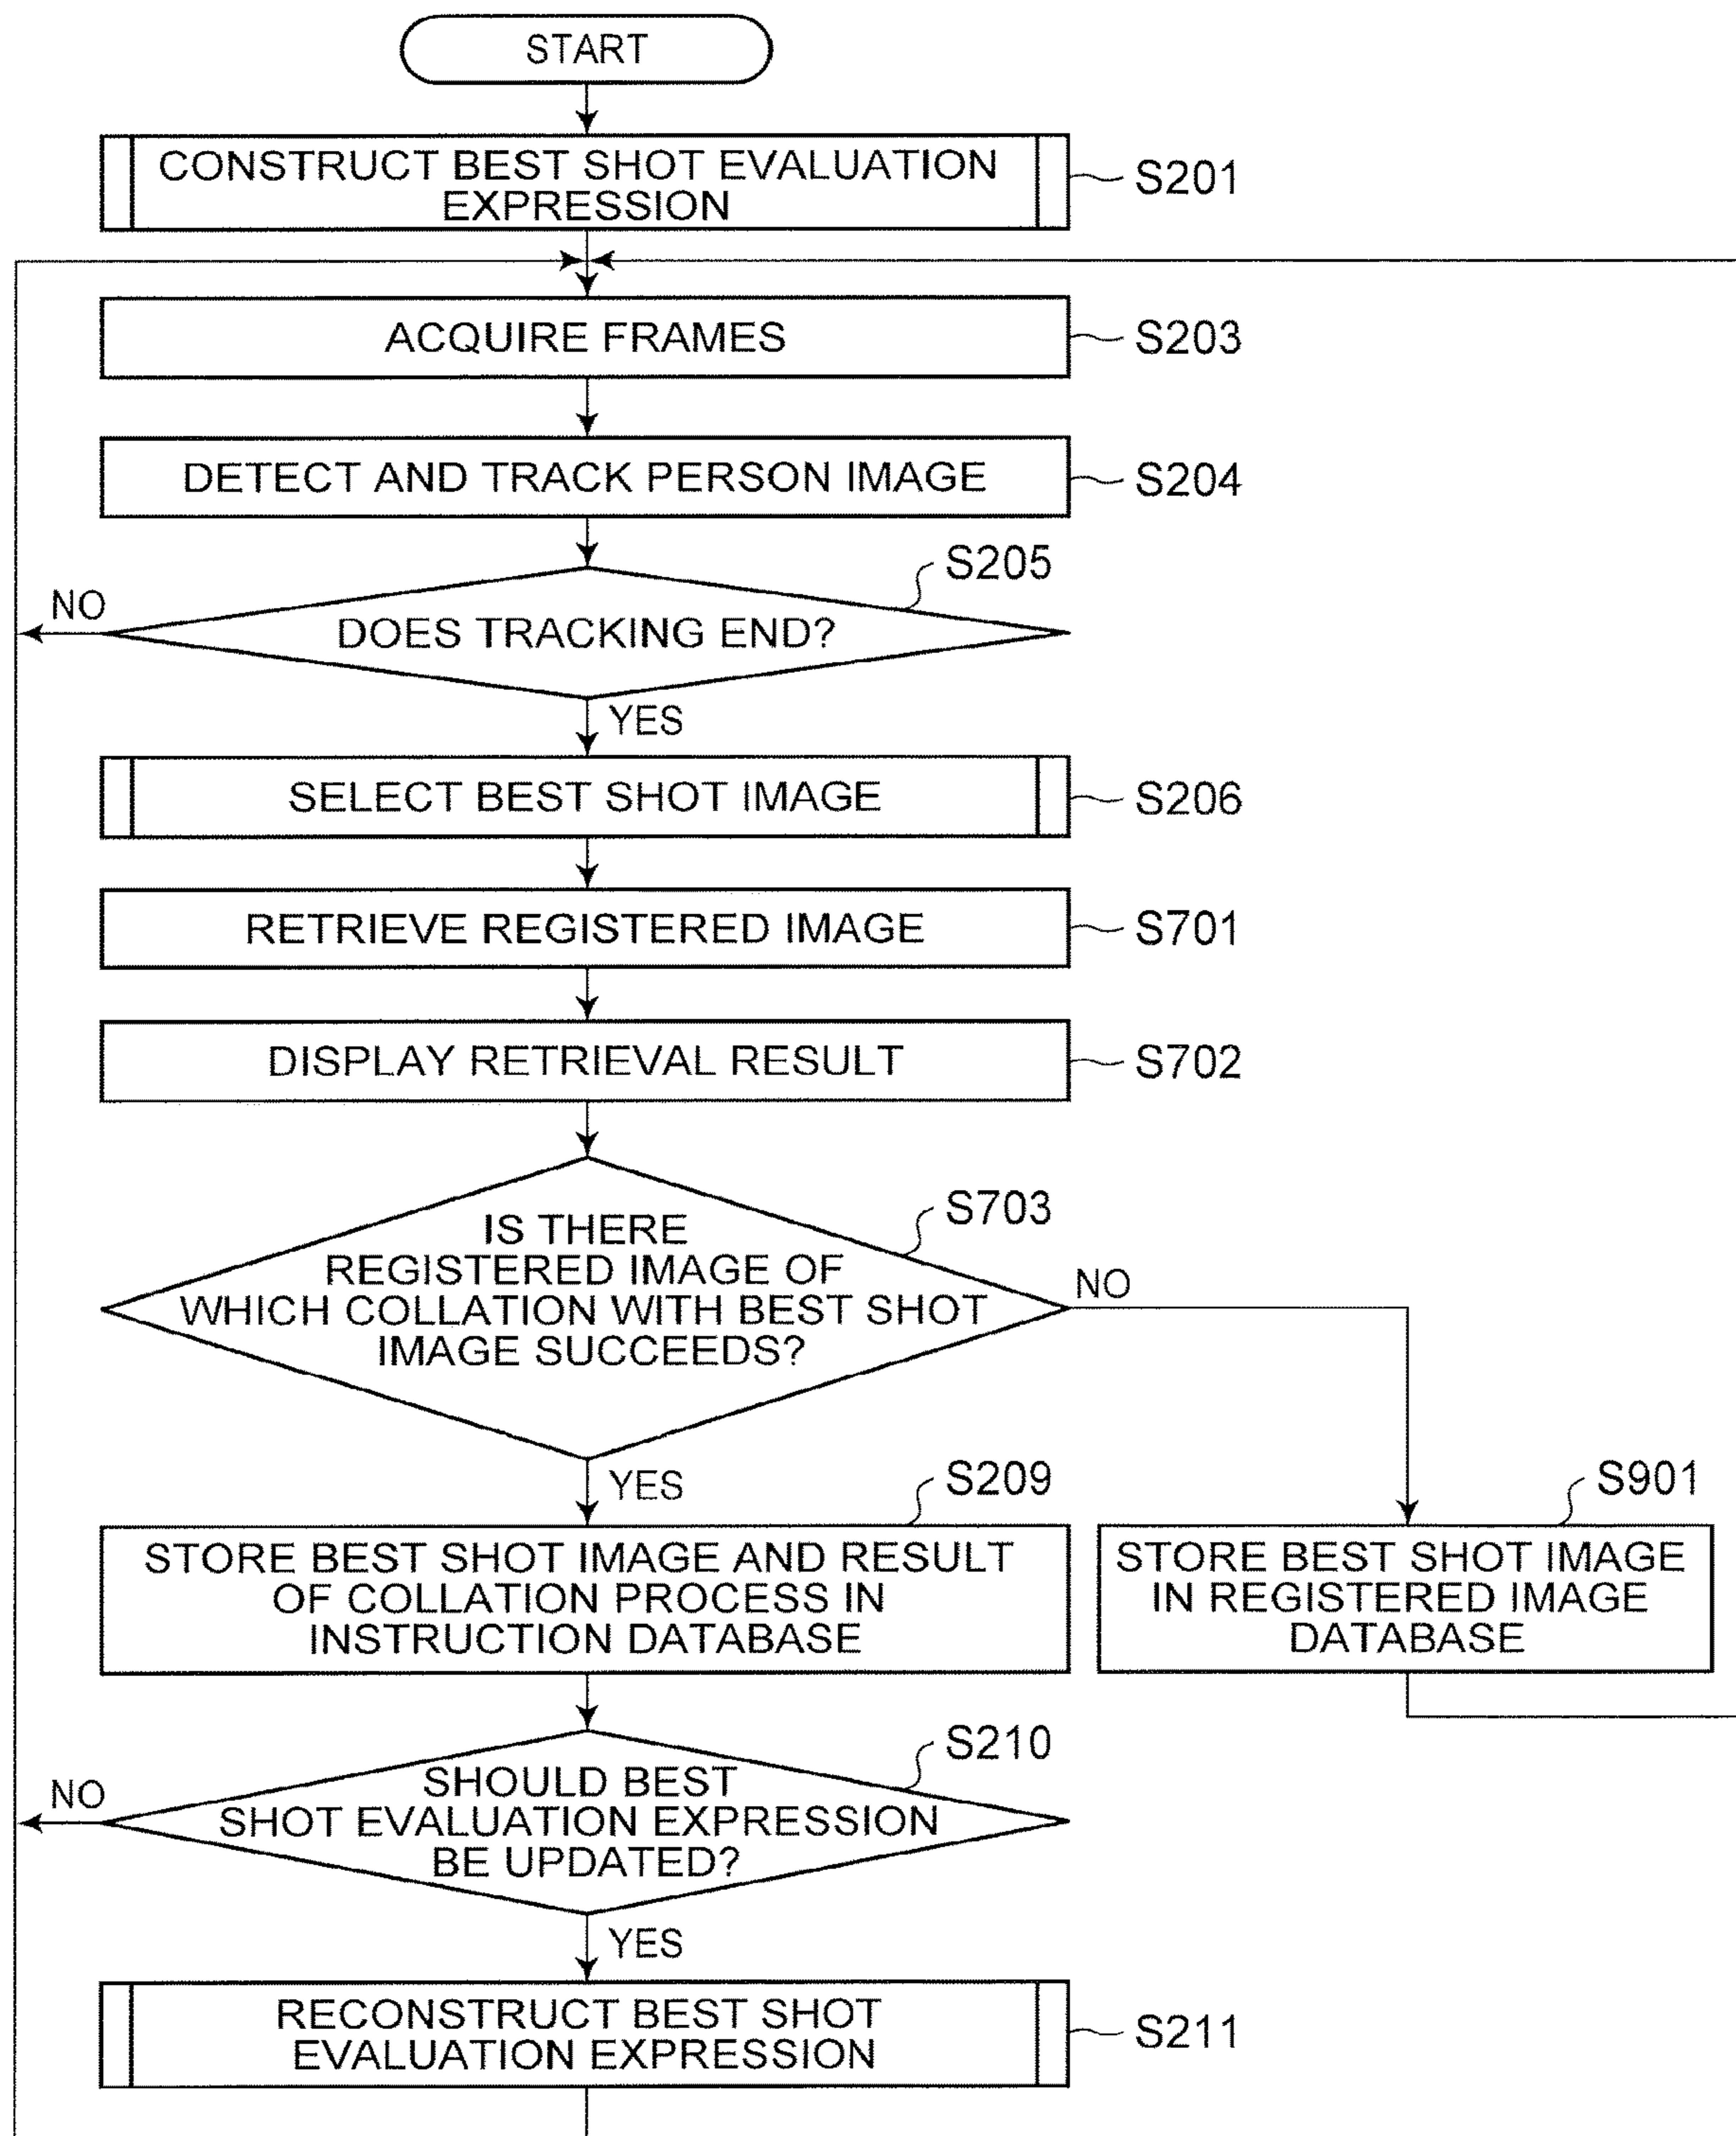 START
CONSTRUCT BEST SHOT EVALUATION
EXPRESSION
S201
ACQUIRE FRAMES
S203
DETECT AND TRACK PERSON IMAGE
S204
S205
NO
DOES TRACKING END?
YES
SELECT BEST SHOT IMAGE
S206
RETRIEVE REGISTERED IMAGE
S701
DISPLAY RETRIEVAL RESULT
S702
S703
IS THERE
REGISTERED IMAGE OF
WHICH COLLATION WITH BEST SHOT
IMAGE SUCCEEDS?
NO
YES
S209
STORE BEST SHOT IMAGE AND RESULT
OF COLLATION PROCESS IN
INSTRUCTION DATABASE
S901
STORE BEST SHOT IMAGE
IN REGISTERED IMAGE
DATABASE
S210
NO
SHOULD BEST
SHOT EVALUATION EXPRESSION
BE UPDATED?
YES
RECONSTRUCT BEST SHOT
EVALUATION EXPRESSION
S211